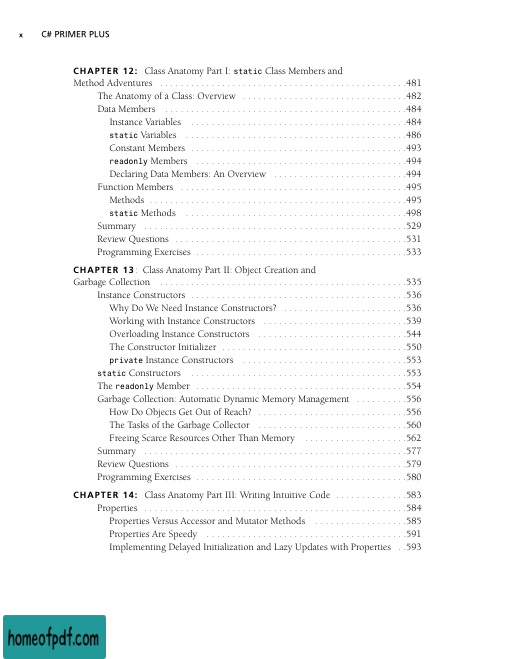 x C# PRIMER PLUS
CHAPTER 12: Class Anatomy Part I: static Class Members and
Method Adventures 481
The Anatomy of a Class: Overview 482
Data Members 484
Instance Variables 484
static Variables 486
Constant Members 493
readonly Members 494
Declaring Data Members: An Overview 494
Function Members 495
Methods 495
static Methods 498
Summary 529
Review Questions 531
Programming Exercises 533
CHAPTER 13: Class Anatomy Part II: Object Creation and
Garbage Collection 535
Instance Constructors 536
Why Do We Need Instance Constructors? 536
Working with Instance Constructors 539
Overloading Instance Constructors 544
The Constructor Initializer 550
private Instance Constructors 553
static Constructors 553
The readonly Member 554
Garbage Collection: Automatic Dynamic Memory Management 556
How Do Objects Get Out of Reach? 556
The Tasks of the Garbage Collector 560
Freeing Scarce Resources Other Than Memory 562
Summary 577
Review Questions 579
Programming Exercises 580
CHAPTER 14: Class Anatomy Part III: Writing Intuitive Code 583
Properties 584
Properties Versus Accessor and Mutator Methods 585
Properties Are Speedy 591
Implementing Delayed Initialization and Lazy Updates with Properties 593
homeofpdf.com